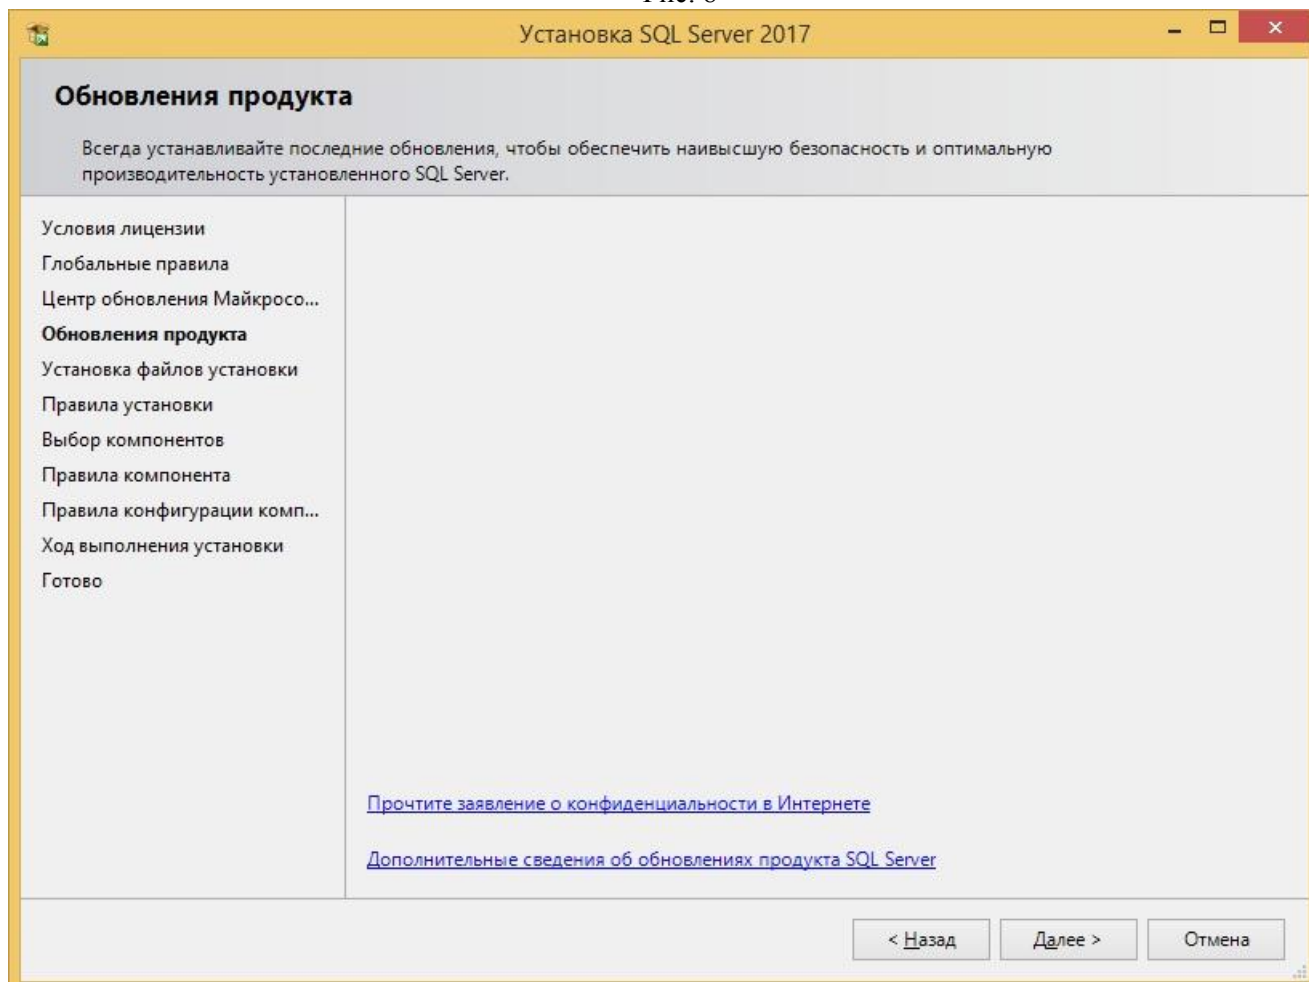 Установка SQL Server 2017
Обновления продукта
Всегда устанавливайте последние обновления, чтобы обеспечить наивысшую безопасность и оптимальную
производительность установленного SQL Server.
Условия лицензии
Глобальные правила
Центр обновления Майкросо...
Обновления продукта
Установка файлов установки
Правила установки
Выбор компонентов
Правила компонента
Правила конфигурации комп...
Ход выполнения установки
Готово
Прочтите заявление о конфиденциальности в Интернете
Дополнительные сведения об обновлениях продукта SQL Server
< Назад
Далее >
Отмена